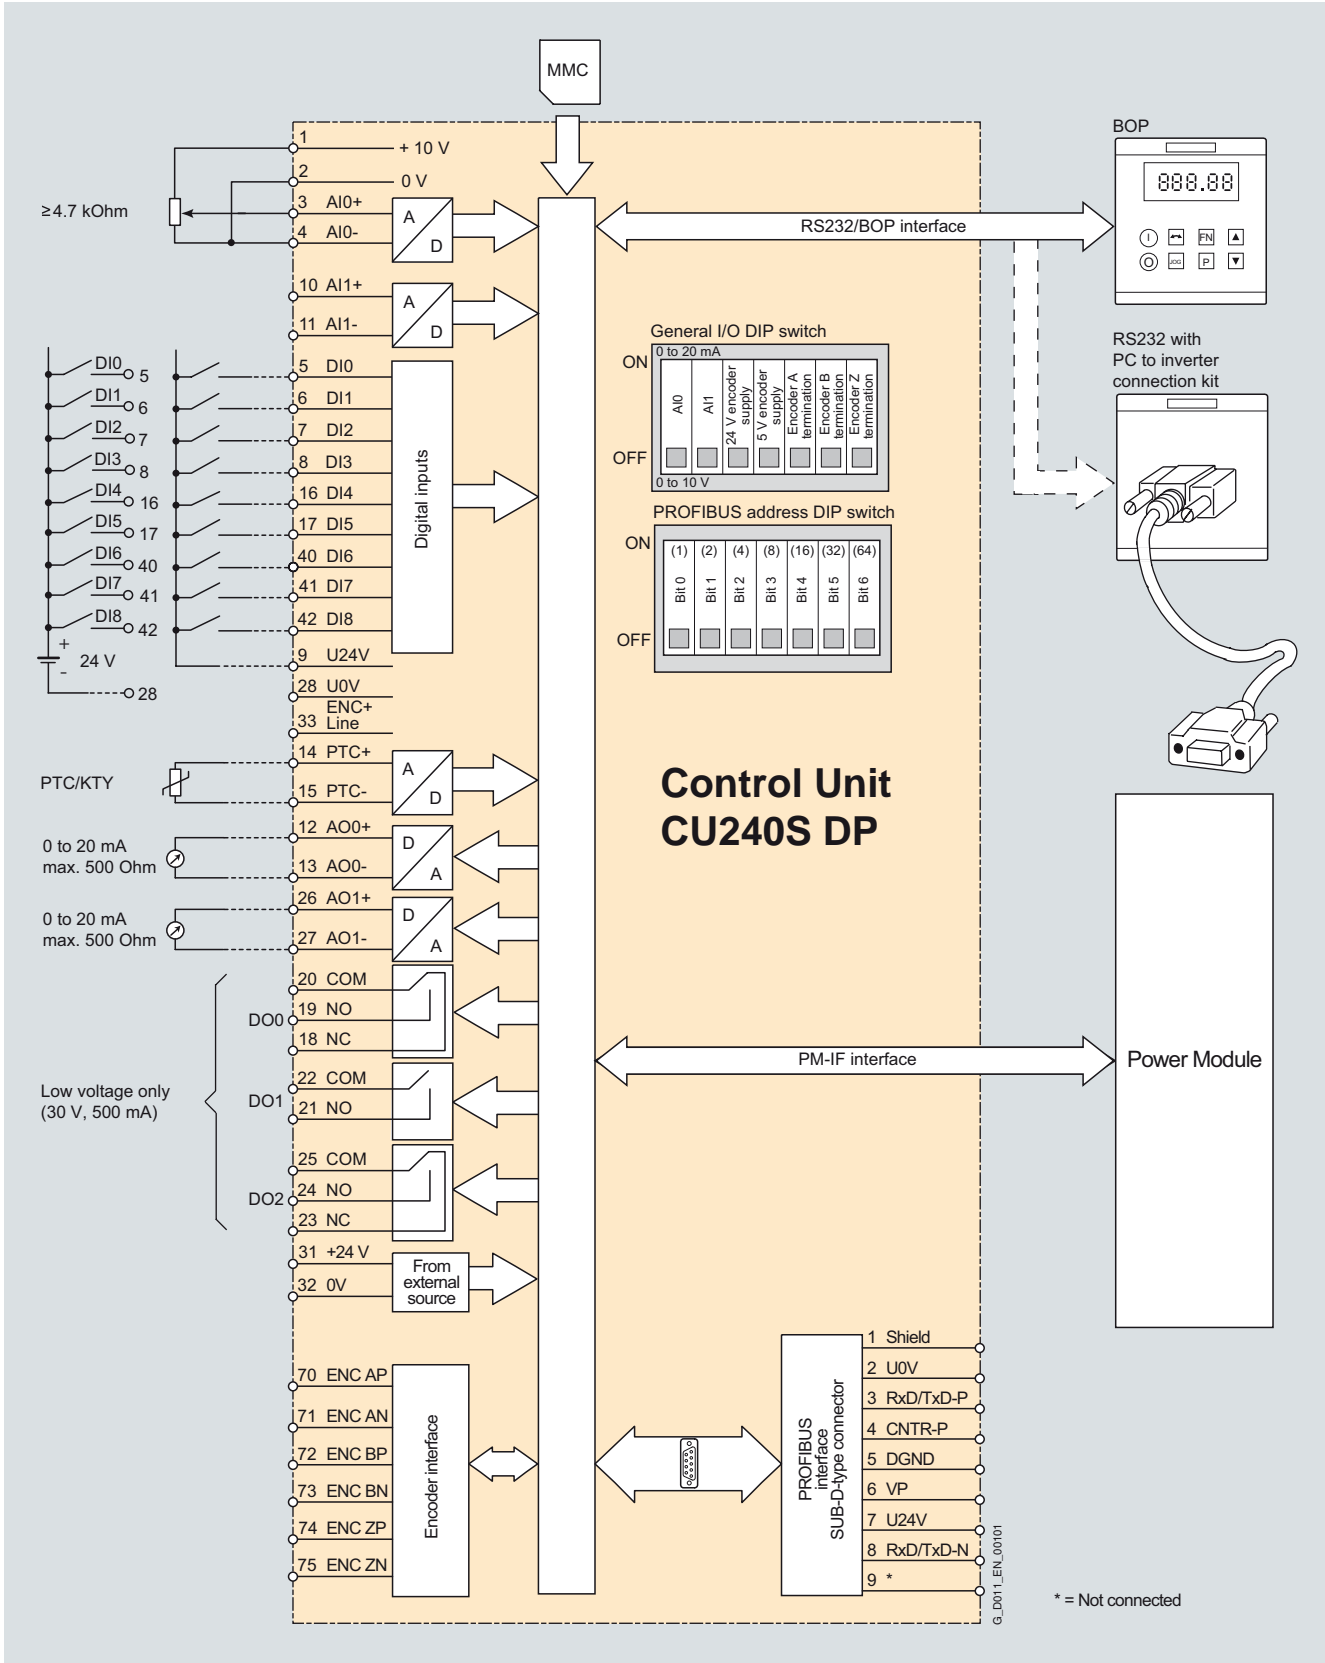 MMC
1
+ 10 V
2
0 V
≥4.7 kOhm
3 AI0+
4 AI0-
A
D
10 AI1+
11 AI1-
A
D
DI0
5
DI1
6
DI2
7
DI3
8
DI4
16
DI5
17
DI6
40
DI7
41
DI8
42
+
24 V
-
28
5 DI0
6 DI1
7 DI2
8 DI3
16 DI4
17 DI5
40 DI6
41 DI7
42 DI8
Digital inputs
9 U24V
28 U0V
ENC+
33 Line
PTC/KTY
14 PTC+
15 PTC-
A
D
0 to 20 mA
max. 500 Ohm
12 AO0+
13 AO0-
D
A
0 to 20 mA
max. 500 Ohm
26 AO1+
27 AO1-
D
A
Low voltage only
(30 V, 500 mA)
DO0
20 COM
19 NO
18 NC
DO1
22 COM
21 NO
DO2
25 COM
24 NO
23 NC
31 +24 V
32 0V
From
external
source
70 ENC AP
71 ENC AN
72 ENC BP
73 ENC BN
74 ENC ZP
75 ENC ZN
Encoder interface
RS232/BOP interface
BOP
888.88
I
FN
O
JOG
P
RS232 with
PC to inverter
connection kit
General I/O DIP switch
ON
0 to 20 mA
AI0
AI1
24 V encoder
supply
5 V encoder
supply
Encoder A
termination
Encoder B
termination
Encoder Z
termination
OFF
0 to 10 V
PROFIBUS address DIP switch
ON
(1) (2) (4) (8) (16) (32) (64)
Bit 0
Bit 1
Bit 2
Bit 3
Bit 4
Bit 5
Bit 6
OFF
Control Unit
CU240S DP
PM-IF interface
Power Module
PROFIBUS
interface
SUB-D-type connector
1 Shield
2 U0V
3 RxD/TxD-P
4 CNTR-P
5 DGND
6 VP
7 U24V
8 RxD/TxD-N
9 *
G_D011_EN_00101
* = Not connected